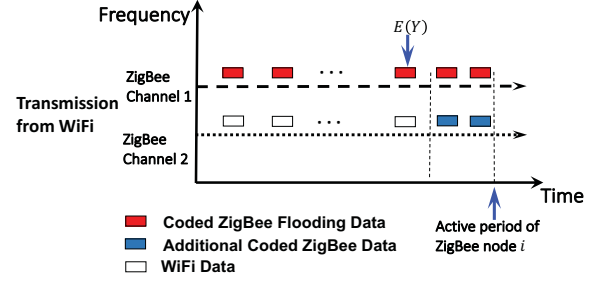 Frequency
E(Y)
ZigBee
Channel 1
...
Transmission
from WiFi
ZigBee
Channel 2
...
Time
Coded ZigBee Flooding Data
Additional Coded ZigBee Data
WiFi Data
Active period of
ZigBee node i